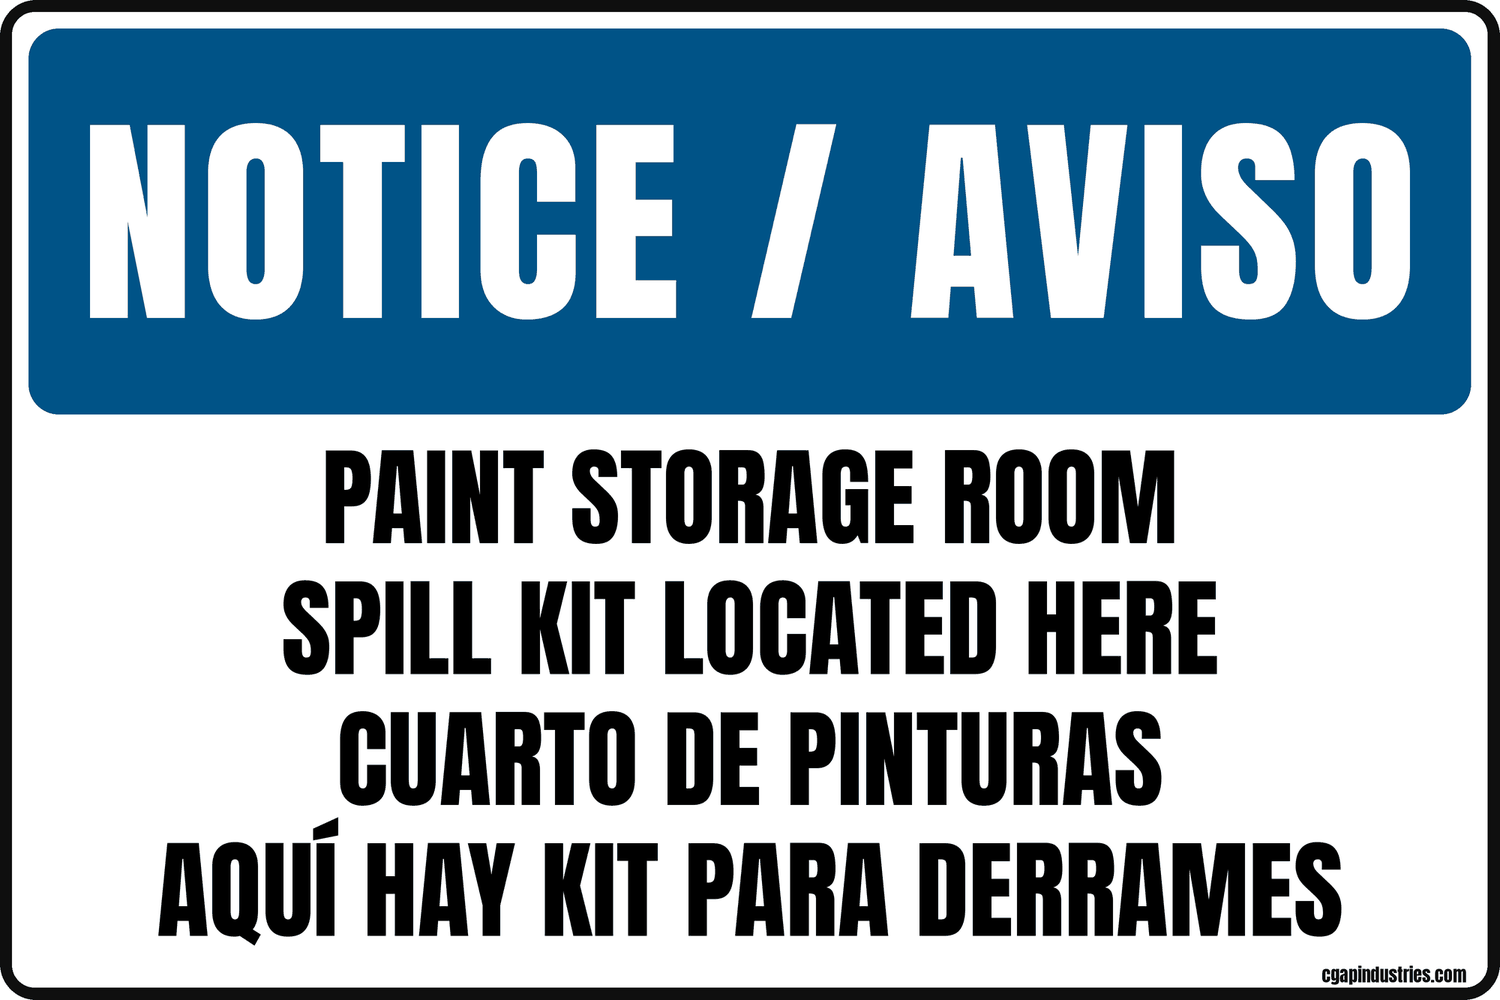 NOTICE / AVISO
PAINT STORAGE ROOM
SPILL KIT LOCATED HERE
CUARTO DE PINTURAS
AQUÍ HAY KIT PARA DERRAMES
cgapindustries.com